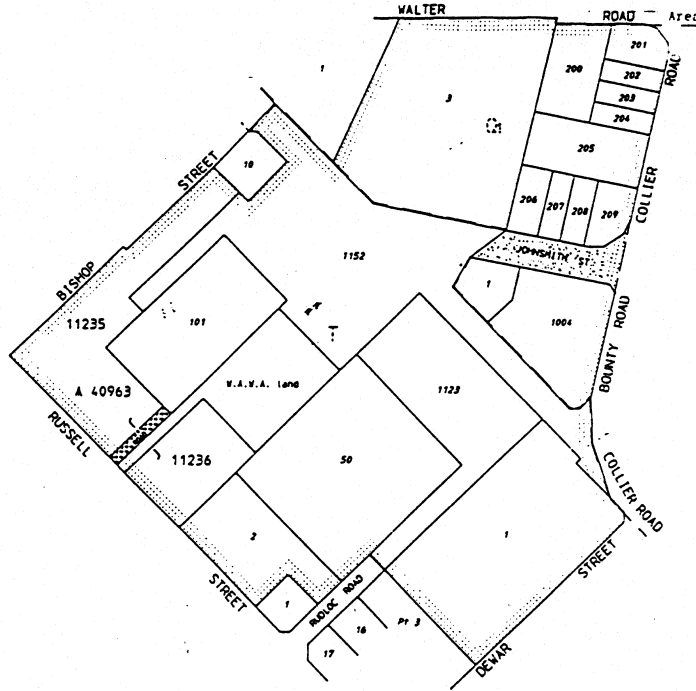 WALTER
ROAD
Area
1
3
200
201
202
203
204
205
206
207
208
209
ROAD
COLLIER
STREET
10
BISHOP
1152
JOHNSMITH ST
1
1004
BOUNTY ROAD
11235
101
A 40963
W.A.W.A. land
1123
RUSSELL
11236
50
COLLIER ROAD
2
1
STREET
STREET
1
RUDLOC ROAD
16
Pt 3
17
DEWAR